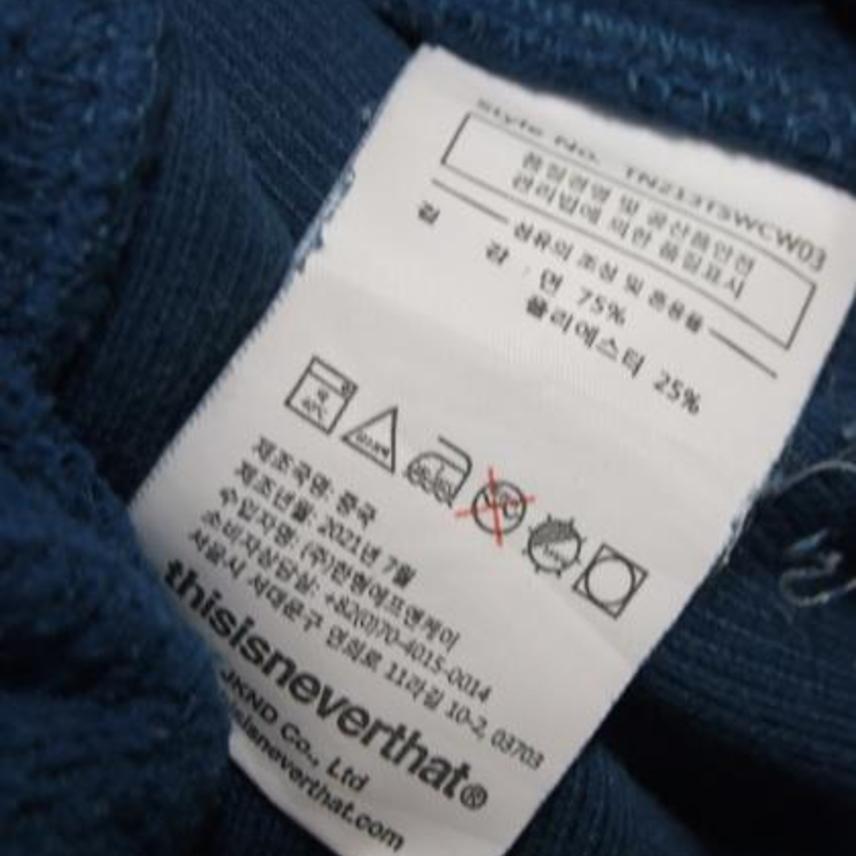 Style No. TN213TSWCW03
품질경영 및 공산품안전
관리법에 의한 품질표시
섬유의 조성 및 혼용률
겉 감 : 면 75%
폴리에스터 25%
제조국명: 중국
제조년월: 2021년 7월
수입자명: (주)한형에프앤케이
소비자상담실: +82(0)70-4015-0014
서울시 서대문구 연희로 11라길 10-2, 03703
thisisneverthat®
JKND Co., Ltd
sisneverthat.com